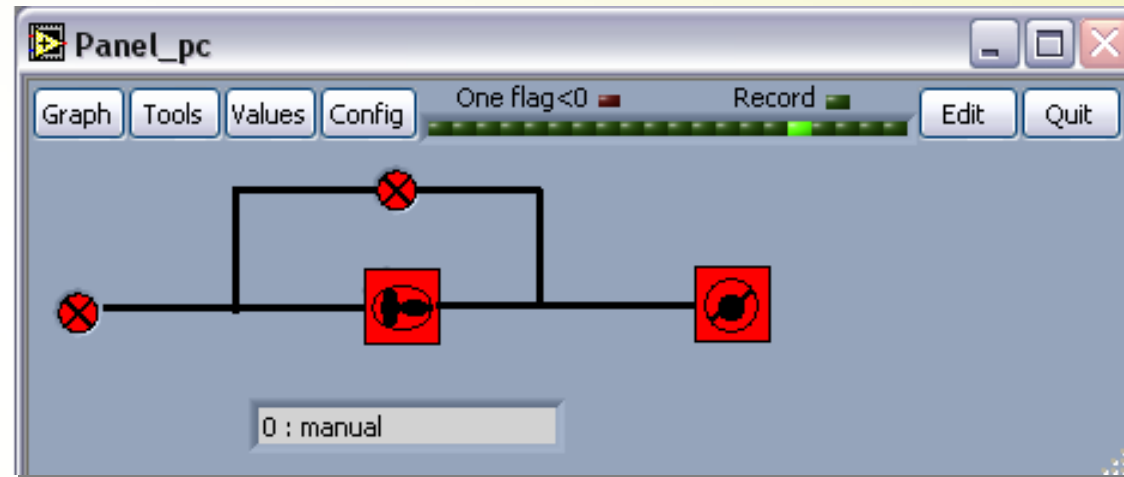 Panel_pc
Graph Tools Values Config One flag<0 Record Edit Quit
0 : manual